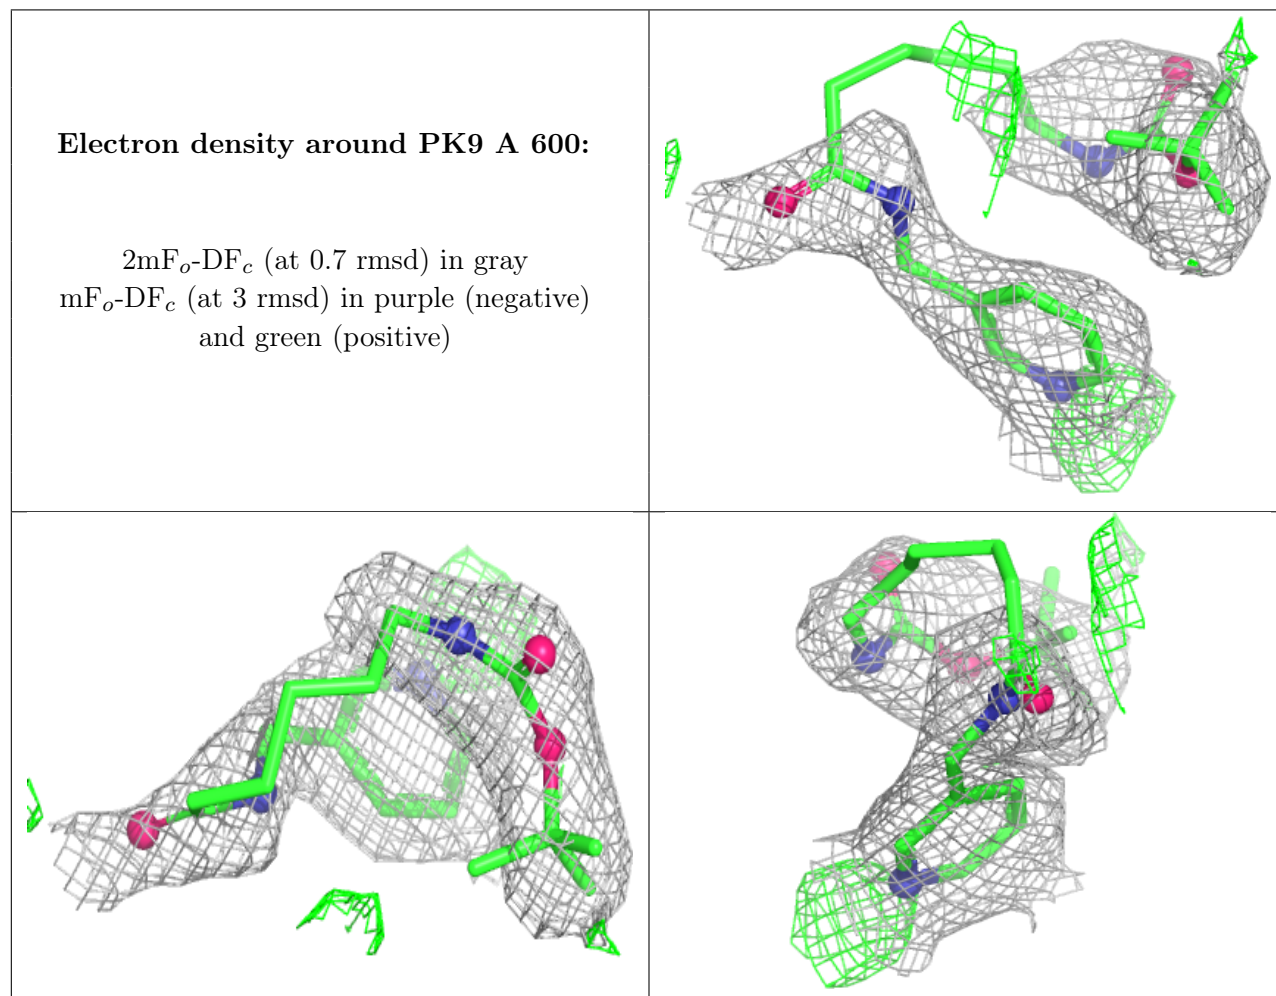 Electron density around PK9 A 600:
2mFo-DFc (at 0.7 rmsd) in gray
mFo-DFc (at 3 rmsd) in purple (negative)
and green (positive)